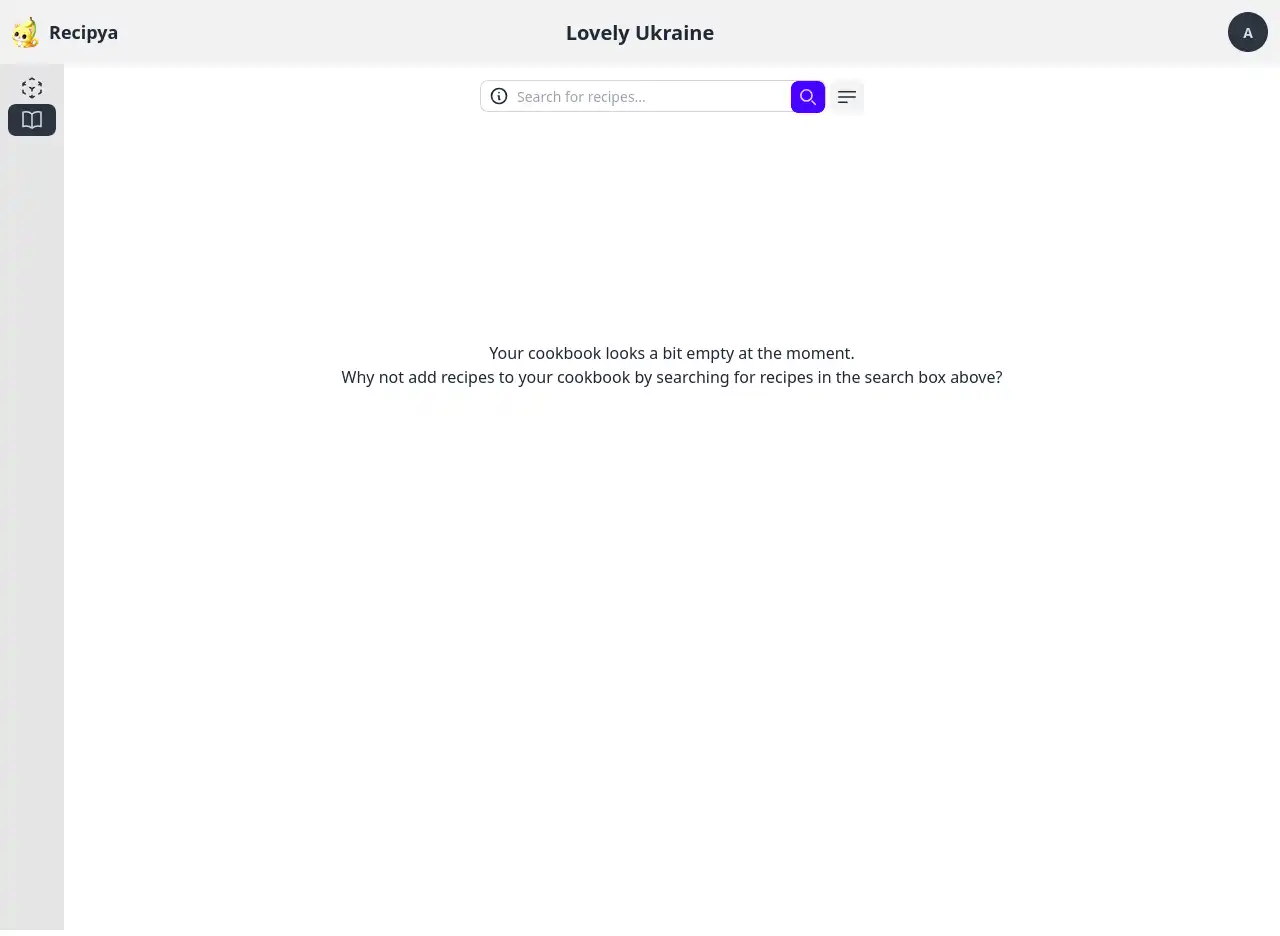 Recipya
Lovely Ukraine
A
Search for recipes...
Your cookbook looks a bit empty at the moment.
Why not add recipes to your cookbook by searching for recipes in the search box above?